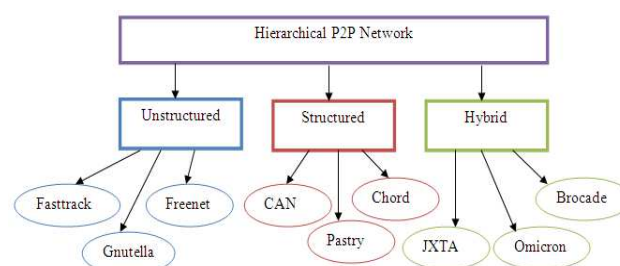 Hierarchical P2P Network
Unstructured
Structured
Hybrid
Fasttrack
Gnutella
Freenet
CAN
Pastry
Chord
JXTA
Omicron
Brocade